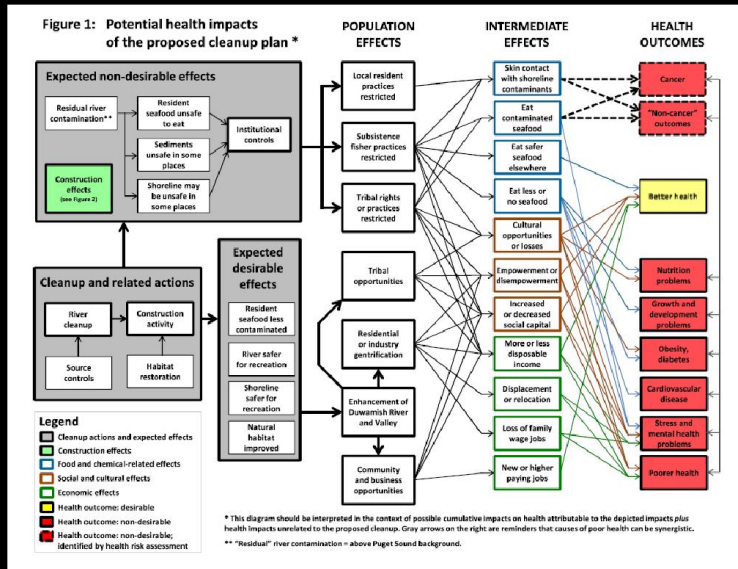 Figure 1: Potential health impacts
of the proposed cleanup plan *
POPULATION
EFFECTS
INTERMEDIATE
EFFECTS
HEALTH
OUTCOMES
Expected non-desirable effects
Residual river
contamination**
Resident
seafood unsafe
to eat
Sediments
unsafe in some
places
Shoreline may
be unsafe in
some places
Institutional
controls
Construction
effects
(see Figure 2)
Cleanup and related actions
River
cleanup
Construction
activity
Source
controls
Habitat
restoration
Expected
desirable
effects
Resident
seafood less
contaminated
River safer
for recreation
Shoreline
safer for
recreation
Natural
habitat
improved
Local resident
practices
restricted
Subsistence
fisher practices
restricted
Tribal rights
or practices
restricted
Tribal
opportunities
Residential
or industry
gentrification
Enhancement of
Duwamish River
and Valley
Community
and business
opportunities
Skin contact
with shoreline
contaminants
Eat
contaminated
seafood
Eat safer
seafood
elsewhere
Eat less or
no seafood
Cultural
opportunities
or losses
Empowerment or
disempowerment
Increased
or decreased
social capital
More or less
disposable
income
Displacement
or relocation
Loss of family
wage jobs
New or higher
paying jobs
Cancer
"Non-cancer"
outcomes
Better health
Nutrition
problems
Growth and
development
problems
Obesity,
diabetes
Cardiovascular
disease
Stress and
mental health
problems
Poorer health
Legend
Cleanup actions and expected effects
Construction effects
Food and chemical-related effects
Social and cultural effects
Economic effects
Health outcome: desirable
Health outcome: non-desirable
Health outcome: non-desirable;
identified by health risk assessment
* This diagram should be interpreted in the context of possible cumulative impacts on health attributable to the depicted impacts plus
health impacts unrelated to the proposed cleanup. Gray arrows on the right are reminders that causes of poor health can be synergistic.
** "Residual" river contamination = above Puget Sound background.